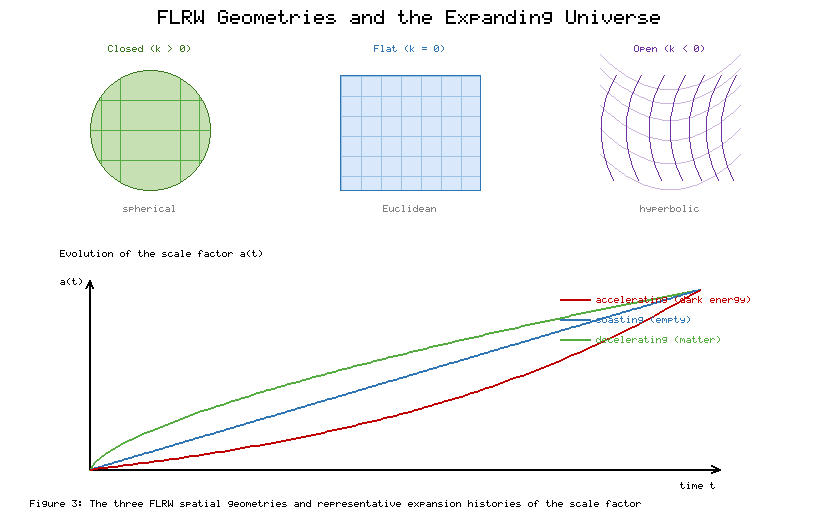 FLRW Geometries and the Expanding Universe
Closed (k > 0)
Flat (k = 0)
Open (k < 0)
spherical
Euclidean
hyperbolic
Evolution of the scale factor a(t)
a(t)
accelerating (dark energy)
coasting (empty)
decelerating (matter)
time t
Figure 3: The three FLRW spatial geometries and representative expansion histories of the scale factor